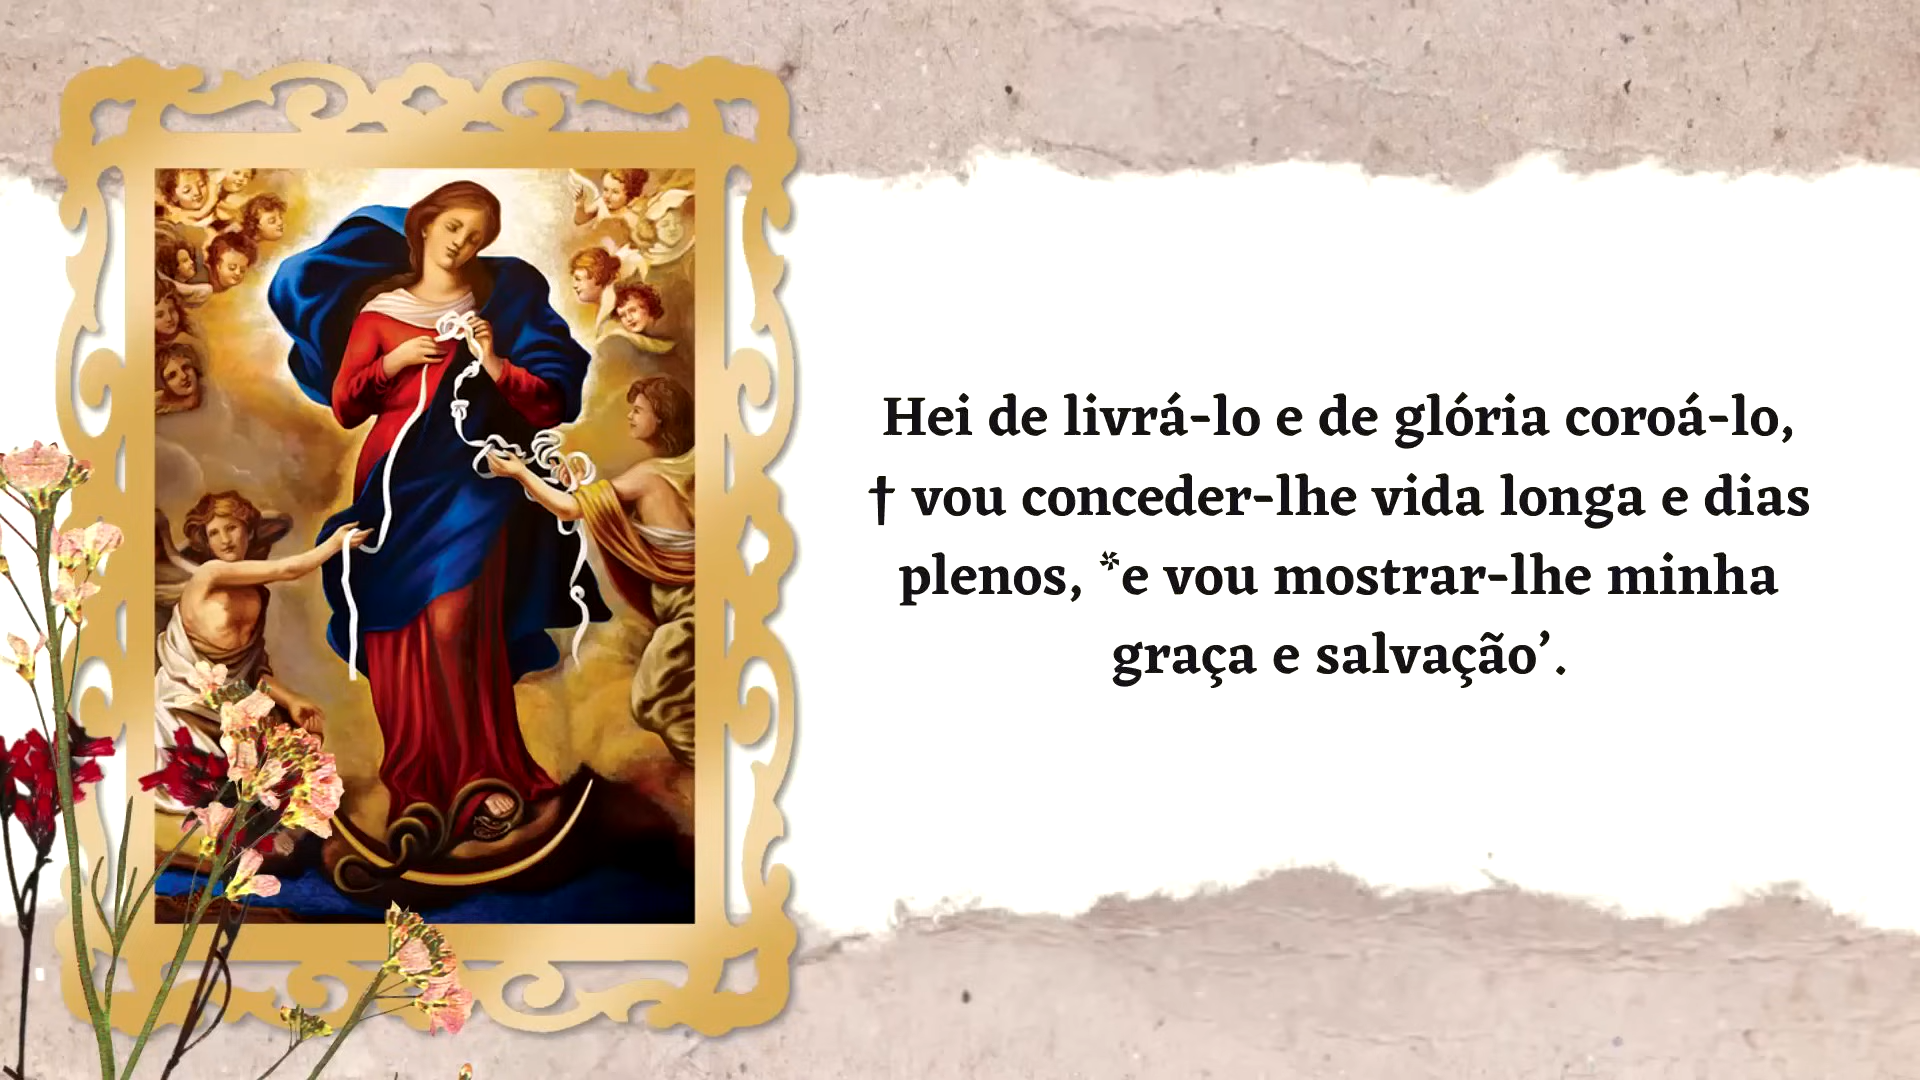 Hei de livrá-lo e de glória coroá-lo,
† vou conceder-lhe vida longa e dias
plenos, *e vou mostrar-lhe minha
graça e salvação’.